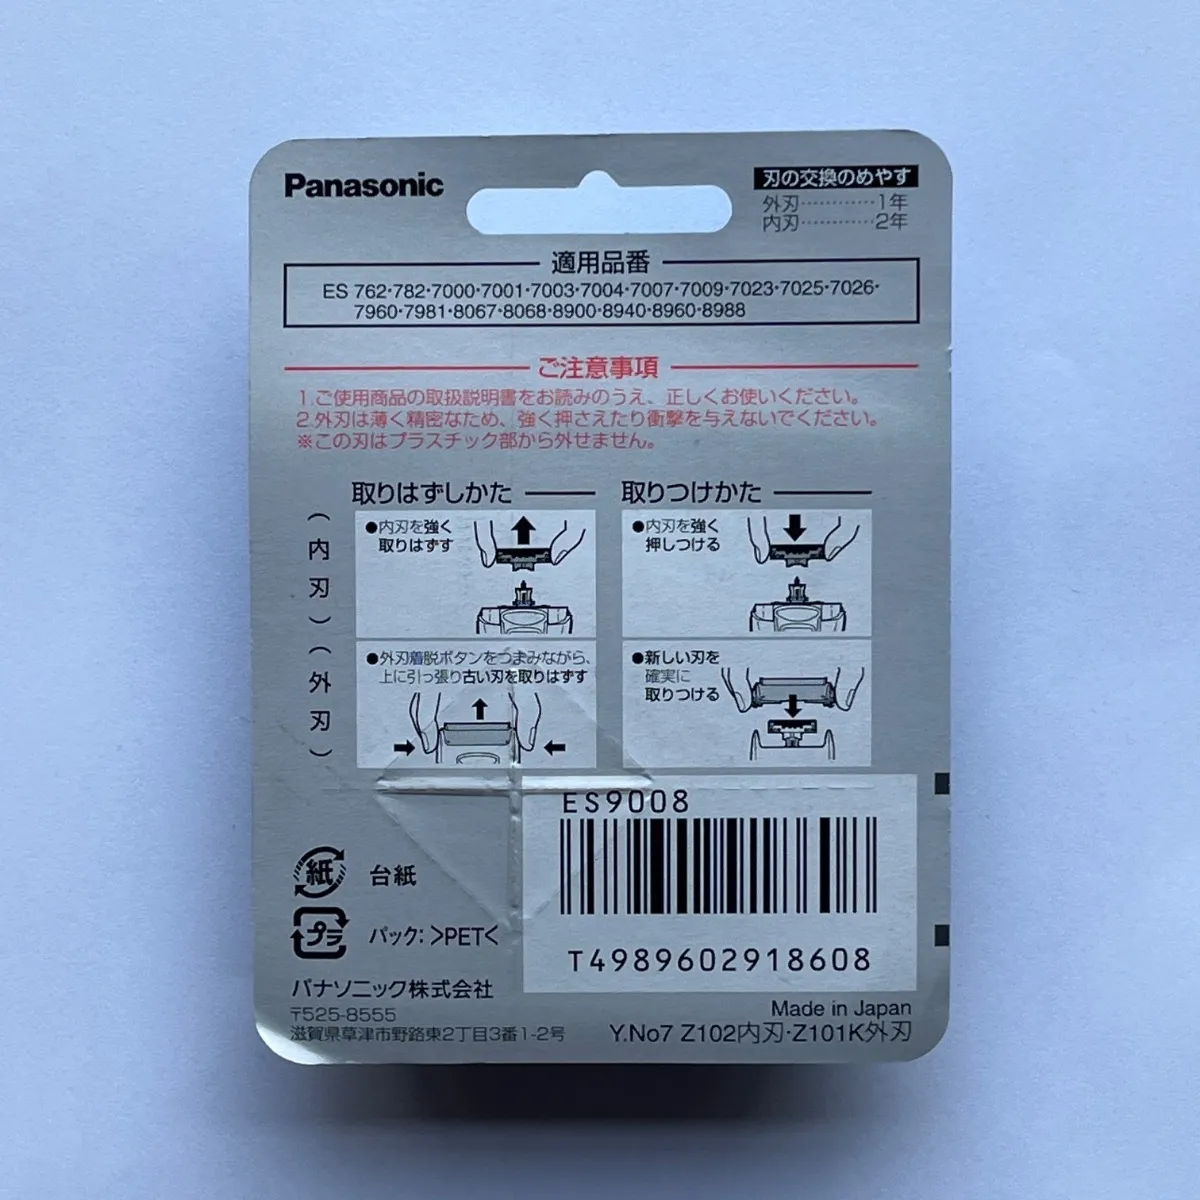 Panasonic
刃の交換のめやす
外刃…………1年
内刃…………2年
適用品番
ES 762・782・7000・7001・7003・7004・7007・7009・7023・7025・7026・
7960・7981・8067・8068・8900・8940・8960・8988
ご注意事項
1.ご使用商品の取扱説明書をお読みのうえ、正しくお使いください。
2.外刃は薄く精密なため、強く押さえたり衝撃を与えないでください。
※この刃はプラスチック部から外せません。
取りはずしかた
取りつけかた
（内刃）
●内刃を強く
取りはずす
●内刃を強く
押しつける
（外刃）
●外刃着脱ボタンをつまみながら、
上に引っ張り古い刃を取りはずす
●新しい刃を
確実に
取りつける
ES9008
T4989602918608
紙
台紙
プラ
パック:>PET<
パナソニック株式会社
〒525-8555
滋賀県草津市野路東2丁目3番1-2号
Made in Japan
Y.No7 Z102内刃・Z101K外刃